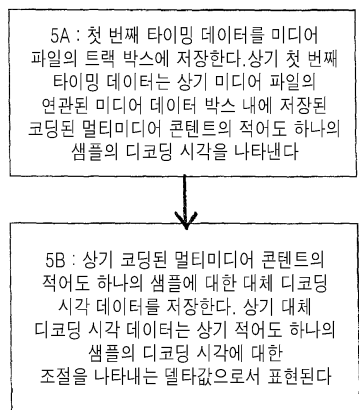 5A : 첫 번째 타이밍 데이터를 미디어
파일의 트랙 박스에 저장한다.상기 첫 번째
타이밍 데이터는 상기 미디어 파일의
연관된 미디어 데이터 박스 내에 저장된
코딩된 멀티미디어 콘텐트의 적어도 하나의
샘플의 디코딩 시각을 나타낸다
5B : 상기 코딩된 멀티미디어 콘텐트의
적어도 하나의 샘플에 대한 대체 디코딩
시각 데이터를 저장한다. 상기 대체
디코딩 시각 데이터는 상기 적어도 하나의
샘플의 디코딩 시각에 대한
조절을 나타내는 델타값으로서 표현된다